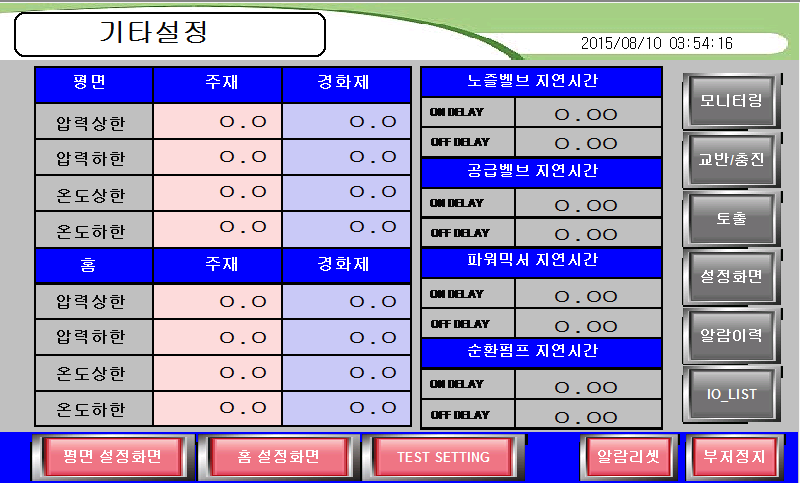 기타설정
2015/08/10 03:54:16
평면 주재 경화제
압력상한 0.0 0.0
압력하한 0.0 0.0
온도상한 0.0 0.0
온도하한 0.0 0.0
홈 주재 경화제
압력상한 0.0 0.0
압력하한 0.0 0.0
온도상한 0.0 0.0
온도하한 0.0 0.0
노즐벨브 지연시간
ON DELAY 0.00
OFF DELAY 0.00
공급벨브 지연시간
ON DELAY 0.00
OFF DELAY 0.00
파워믹서 지연시간
ON DELAY 0.00
OFF DELAY 0.00
순환펌프 지연시간
ON DELAY 0.00
OFF DELAY 0.00
모니터링
교반/충진
토출
설정화면
알람이력
IO_LIST
평면 설정화면
홈 설정화면
TEST SETTING
알람리셋
부저정지